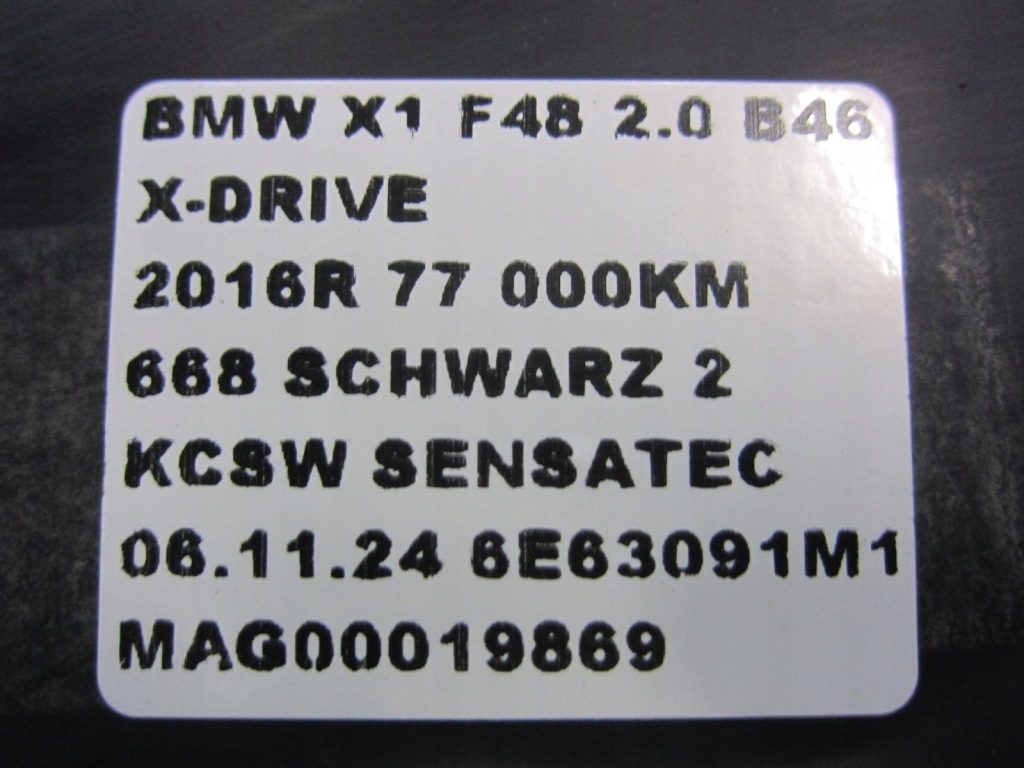 BMW X1 F48 2.0 B46
X-DRIVE
2016R 77 000KM
668 SCHWARZ 2
KCSW SENSATEC
06.11.24 6E63091M1
MAG00019869